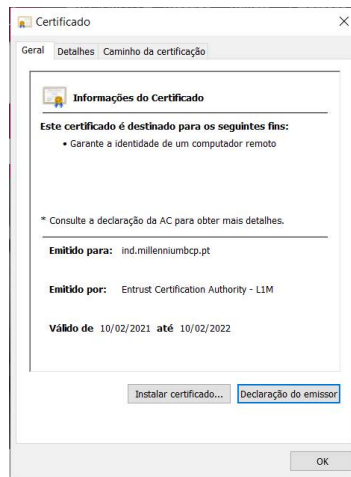 Certificado
Geral Detalhes Caminho da certificação
Informações do Certificado
Este certificado é destinado para os seguintes fins:
• Garante a identidade de um computador remoto
* Consulte a declaração da AC para obter mais detalhes.
Emitido para: ind.millenniumbcp.pt
Emitido por: Entrust Certification Authority - L1M
Válido de 10/02/2021 até 10/02/2022
Instalar certificado... Declaração do emissor
OK